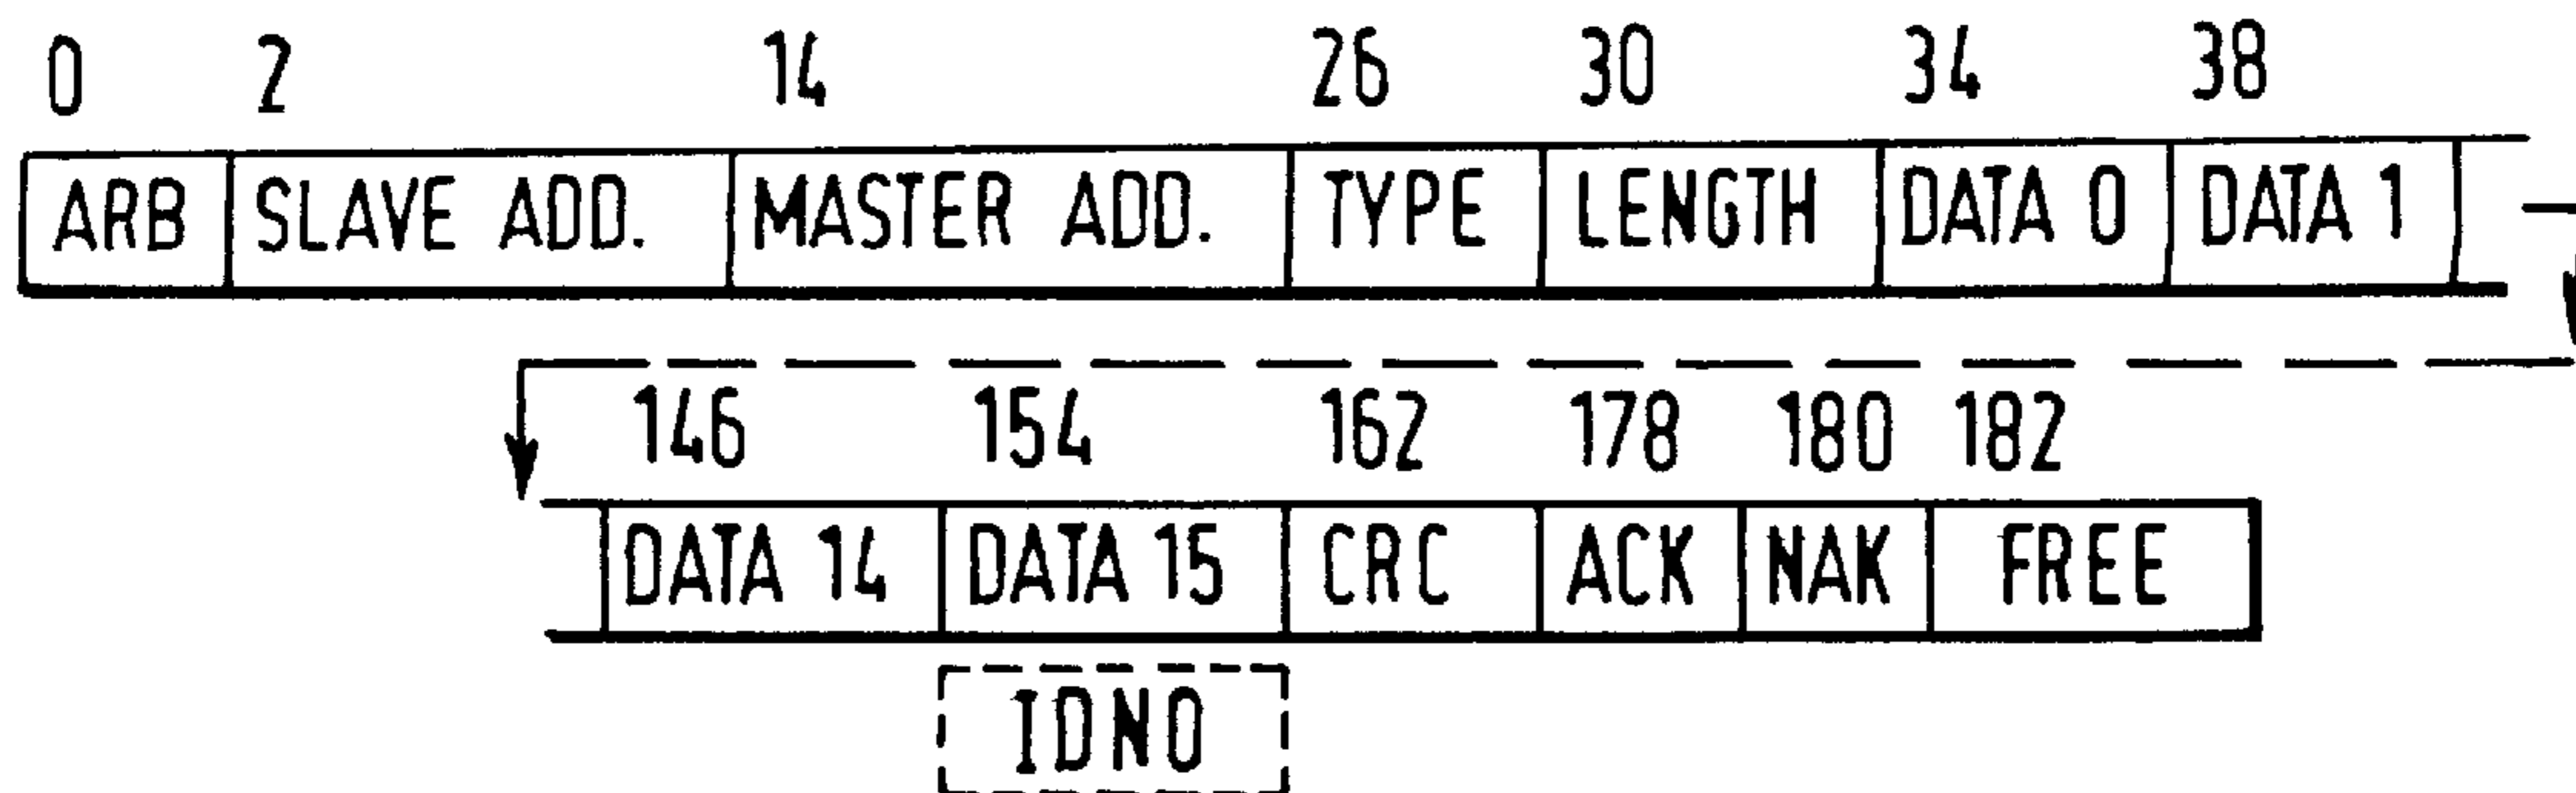 0 2 14 26 30 34 38
ARB SLAVE ADD. MASTER ADD. TYPE LENGTH DATA 0 DATA 1
146 154 162 178 180 182
DATA 14 DATA 15 CRC ACK NAK FREE
IDNO